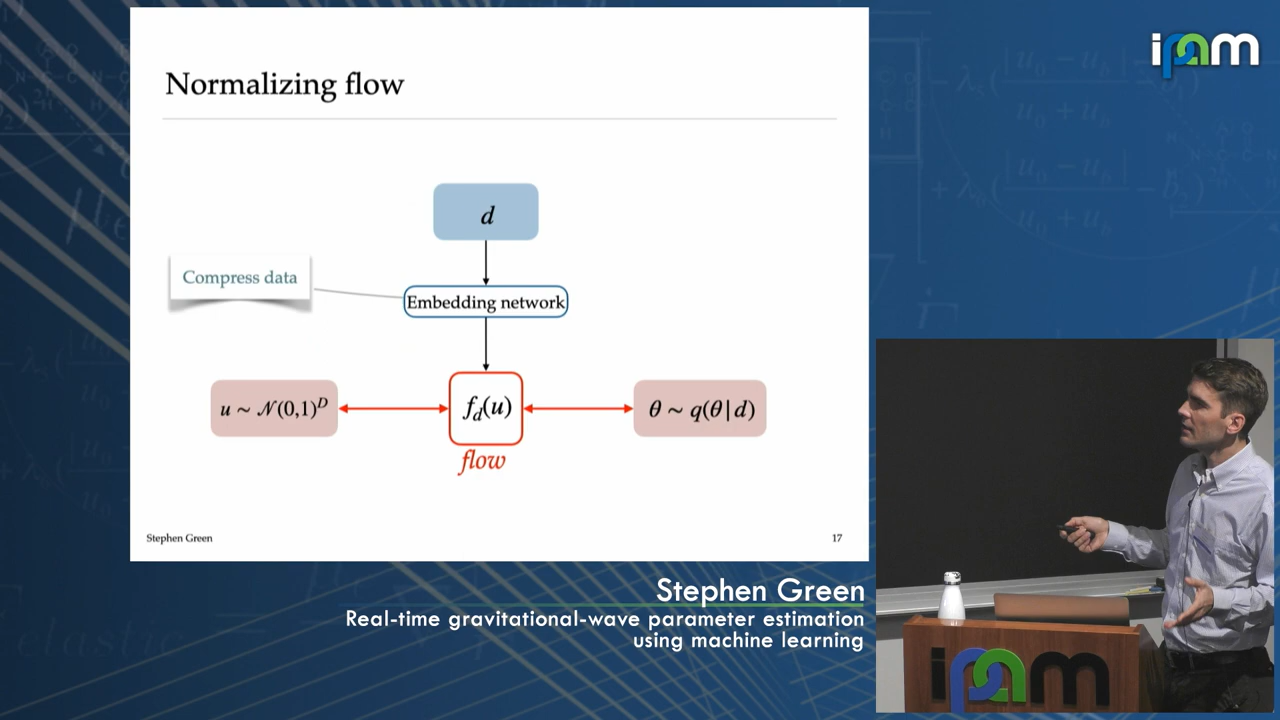 ipam
Normalizing flow
d
Compress data
Embedding network
u ~ 𝒩(0,1)ᴰ
f_d(u)
θ ~ q(θ|d)
flow
Stephen Green
17
Stephen Green
Real-time gravitational-wave parameter estimation
using machine learning
ipam